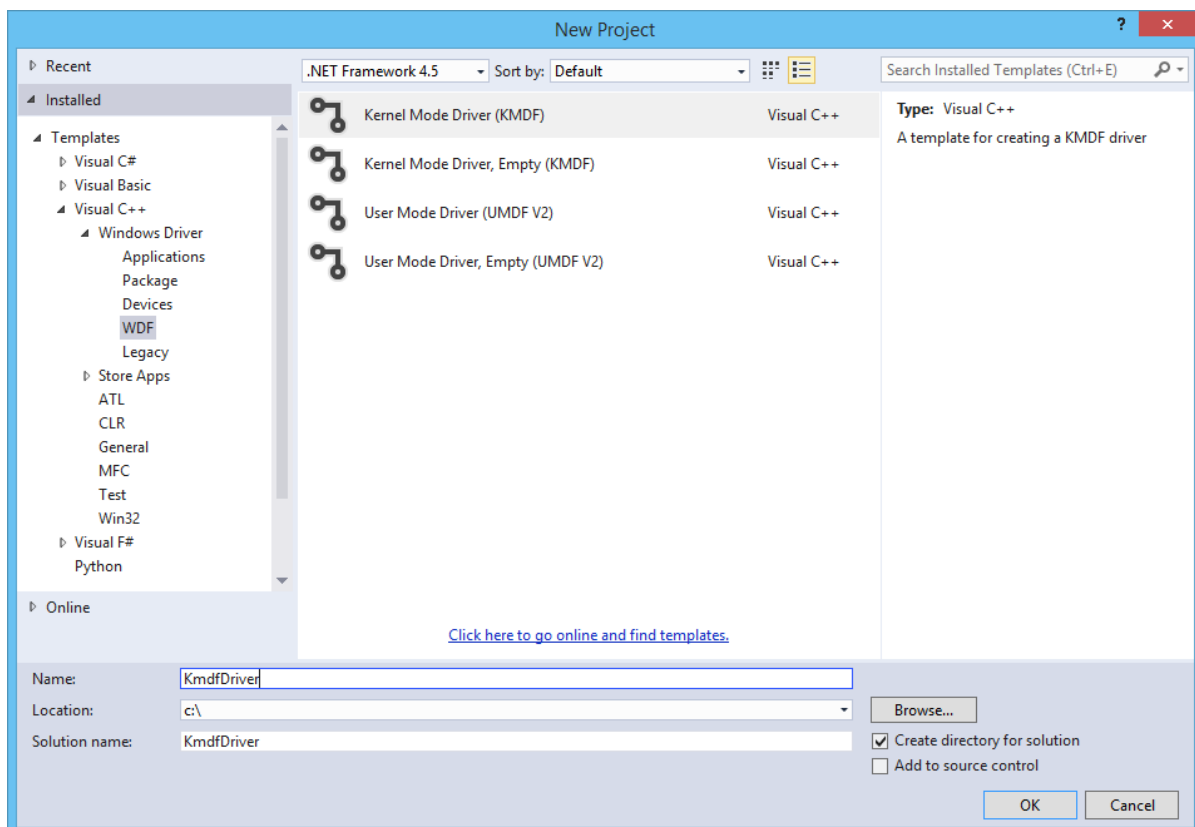 New Project
?
×
Recent
Installed
Templates
Visual C#
Visual Basic
Visual C++
Windows Driver
Applications
Package
Devices
WDF
Legacy
Store Apps
ATL
CLR
General
MFC
Test
Win32
Visual F#
Python
Online
.NET Framework 4.5 Sort by: Default
Kernel Mode Driver (KMDF) Visual C++
Kernel Mode Driver, Empty (KMDF) Visual C++
User Mode Driver (UMDF V2) Visual C++
User Mode Driver, Empty (UMDF V2) Visual C++
Click here to go online and find templates.
Search Installed Templates (Ctrl+E)
Type: Visual C++
A template for creating a KMDF driver
Name: KmdfDriver
Location: c:\
Browse...
Solution name: KmdfDriver
Create directory for solution
Add to source control
OK Cancel